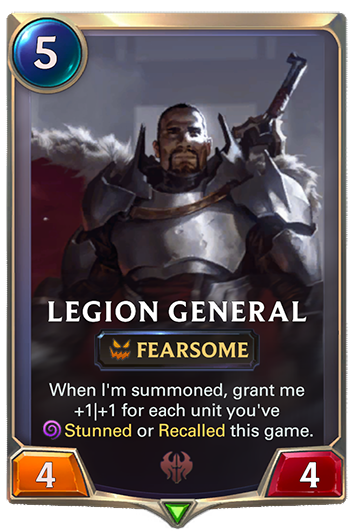 5
LEGION GENERAL
FEARSOME
When I'm summoned, grant me
+1|+1 for each unit you've
Stunned or Recalled this game.
4 4